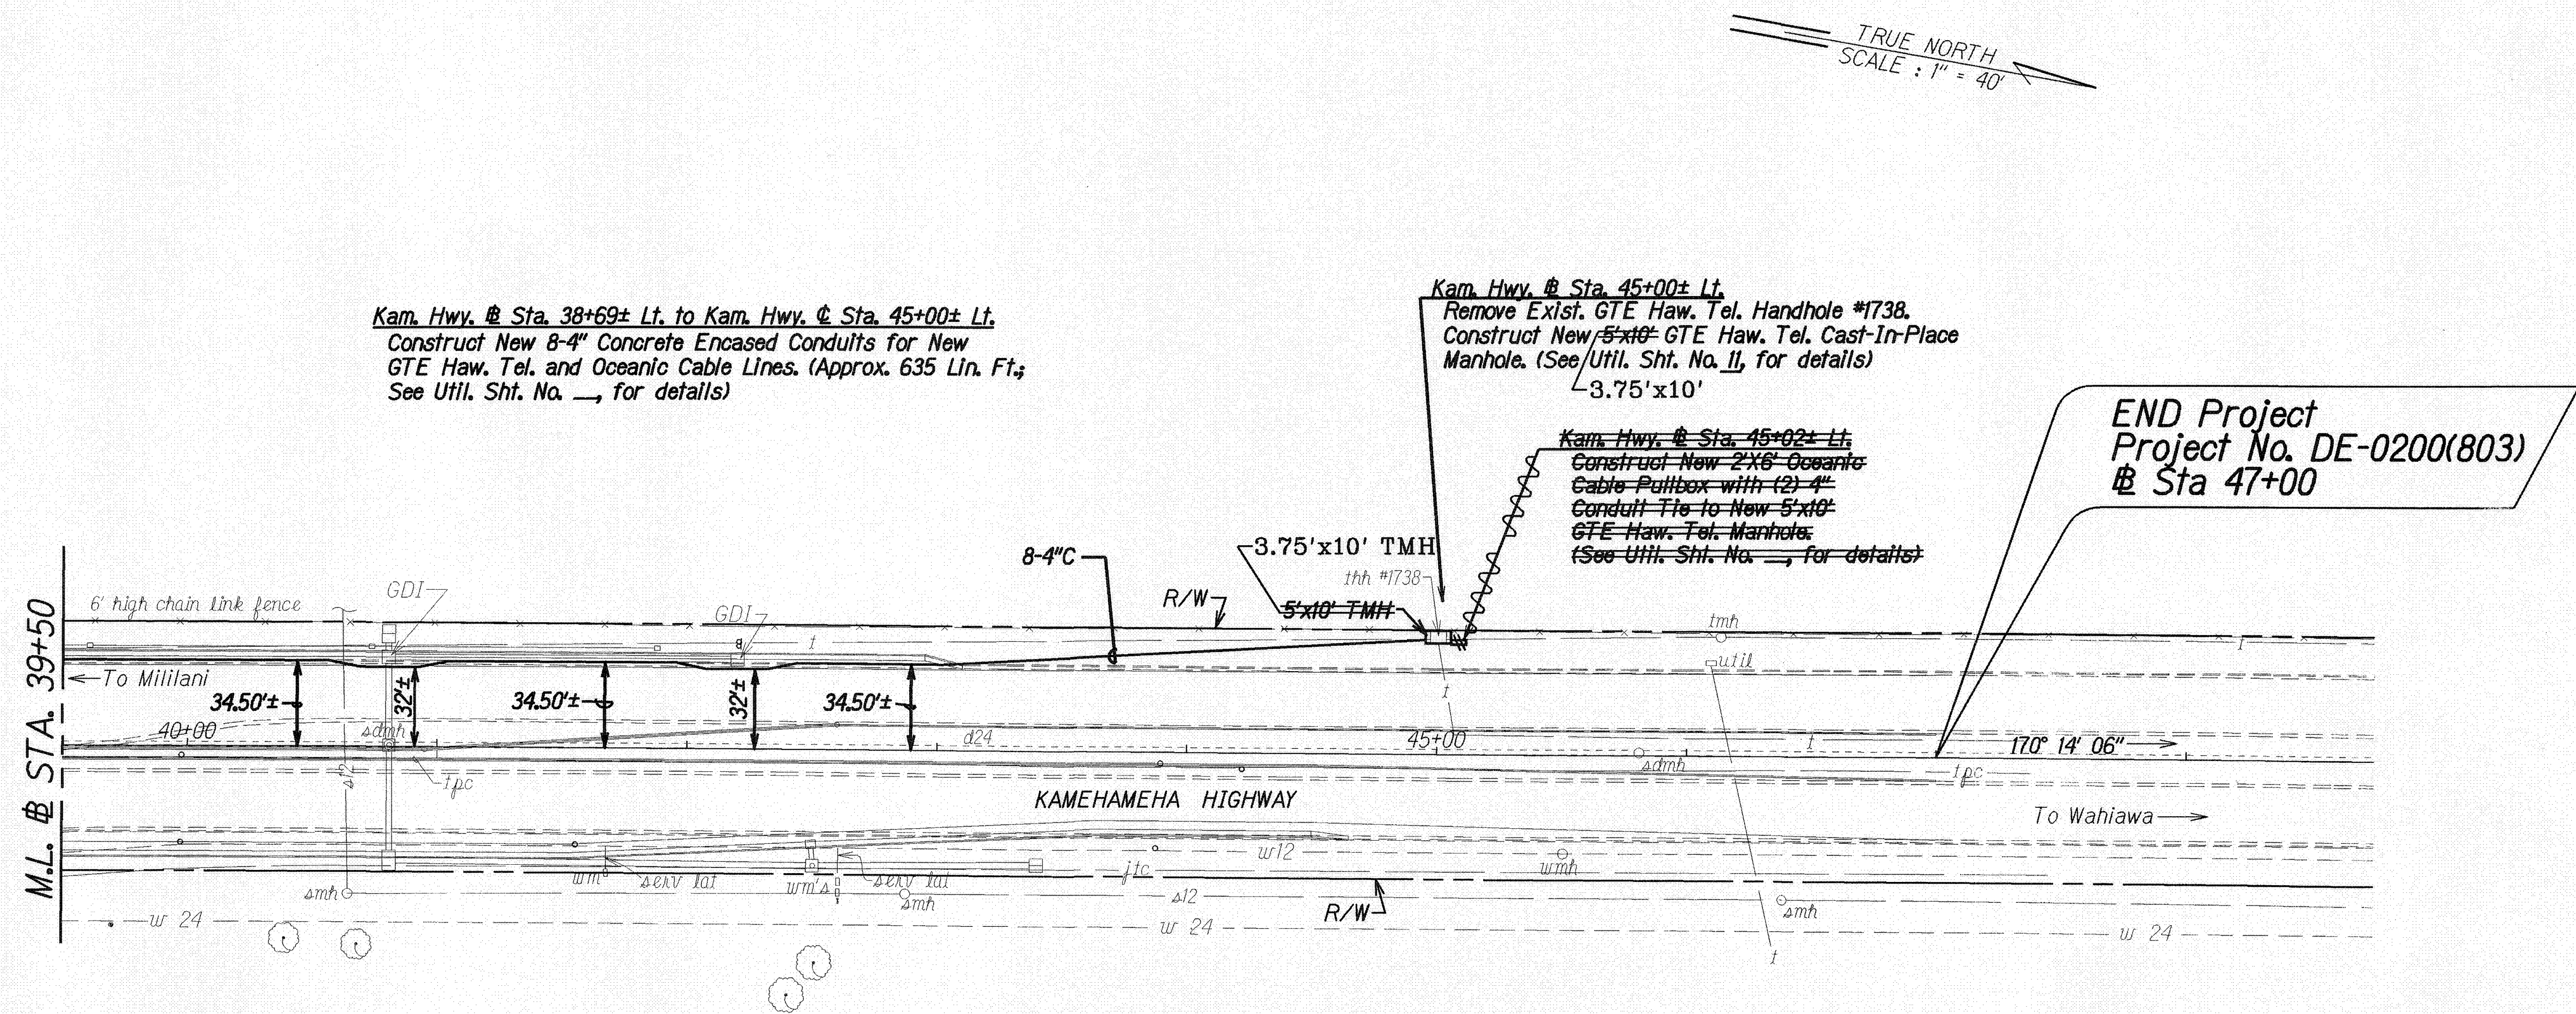 TRUE NORTH
SCALE : 1" = 40'
Kam. Hwy. ℄ Sta. 45+00± Lt.
Remove Exist. GTE Haw. Tel. Handhole #1738.
Construct New 5'x10' GTE Haw. Tel. Cast-In-Place
Manhole. (See Util. Sht. No. 11, for details)
3.75'x10'
Kam. Hwy. BL Sta. 38+69± Lt. to Kam. Hwy. ℄ Sta. 45+00± Lt.
Construct New 8-4" Concrete Encased Conduits for New
GTE Haw. Tel. and Oceanic Cable Lines. (Approx. 635 Lin. Ft.;
See Util. Sht. No. __, for details)
END Project
Project No. DE-0200(803)
BL Sta 47+00
Kam. Hwy. BL Sta. 45+02± Lt.
Construct New 2'X6' Oceanic
Cable Pullbox with (2) 4"
Conduit Tie to New 5'x10'
GTE Haw. Tel. Manhole.
(See Util. Sht. No. __, for details)
8-4"C
3.75'x10' TMH
thh #1738
5'x10' TMH
R/W
GDI
GDI
6' high chain link fence
t
tmh
util
t
t
To Mililani
34.50'±
32'±
34.50'±
32'±
34.50'±
40+00
sdmh
d24
45+00
sdmh
t
170° 14' 06"
s12
tpc
tpc
KAMEHAMEHA HIGHWAY
To Wahiawa
M.L. BL STA. 39+50
w12
wmh
wm
serv lat
wm's
serv lat
jtc
smh
smh
s12
R/W
smh
w 24
w 24
w 24
t